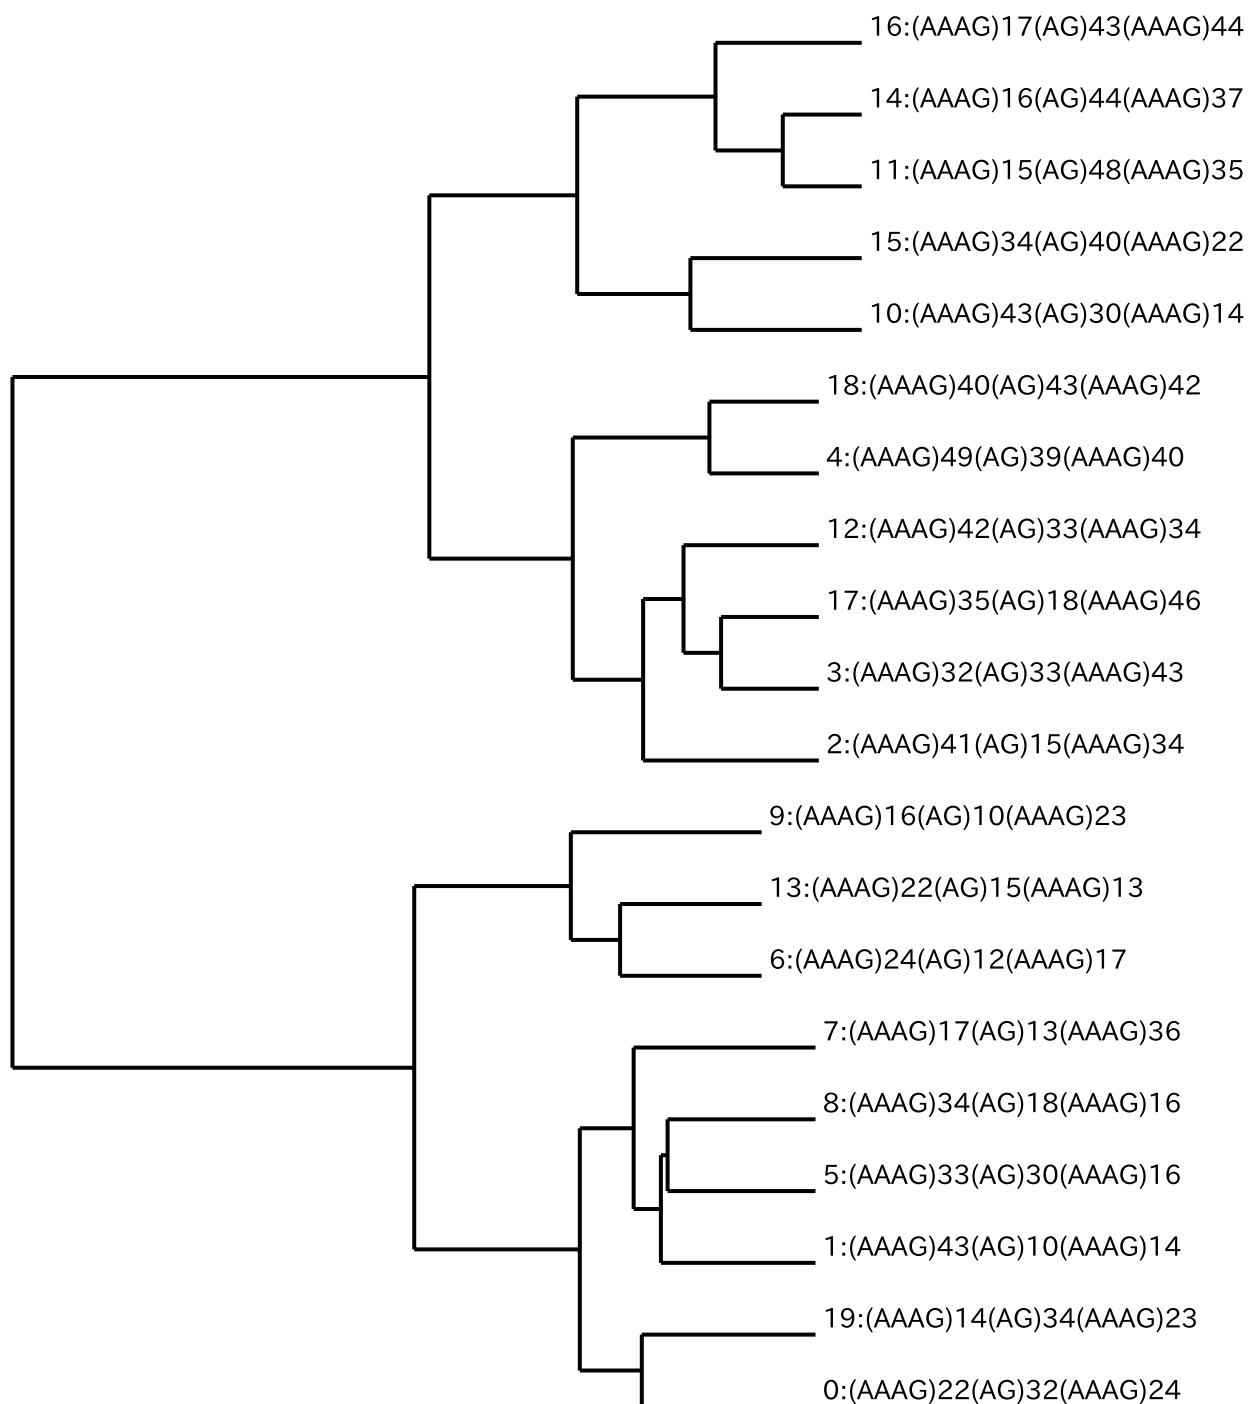 16:(AAAG)17(AG)43(AAAG)44
14:(AAAG)16(AG)44(AAAG)37
11:(AAAG)15(AG)48(AAAG)35
15:(AAAG)34(AG)40(AAAG)22
10:(AAAG)43(AG)30(AAAG)14
18:(AAAG)40(AG)43(AAAG)42
4:(AAAG)49(AG)39(AAAG)40
12:(AAAG)42(AG)33(AAAG)34
17:(AAAG)35(AG)18(AAAG)46
3:(AAAG)32(AG)33(AAAG)43
2:(AAAG)41(AG)15(AAAG)34
9:(AAAG)16(AG)10(AAAG)23
13:(AAAG)22(AG)15(AAAG)13
6:(AAAG)24(AG)12(AAAG)17
7:(AAAG)17(AG)13(AAAG)36
8:(AAAG)34(AG)18(AAAG)16
5:(AAAG)33(AG)30(AAAG)16
1:(AAAG)43(AG)10(AAAG)14
19:(AAAG)14(AG)34(AAAG)23
0:(AAAG)22(AG)32(AAAG)24